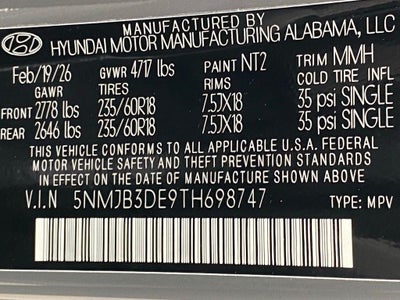 MANUFACTURED BY
HYUNDAI MOTOR MANUFACTURING ALABAMA, LLC
Feb/19/26 GVWR 4717 lbs PAINT NT2 TRIM MMH
GAWR TIRES RIMS COLD TIRE INFL
FRONT 2778 lbs 235/60R18 7.5JX18 35 psi SINGLE
REAR 2646 lbs 235/60R18 7.5JX18 35 psi SINGLE
THIS VEHICLE CONFORMS TO ALL APPLICABLE U.S.A. FEDERAL
MOTOR VEHICLE SAFETY AND THEFT PREVENTION STANDARDS
IN EFFECT ON THE DATE OF MANUFACTURE SHOWN ABOVE.
V.I.N 5NMJB3DE9TH698747 TYPE: MPV